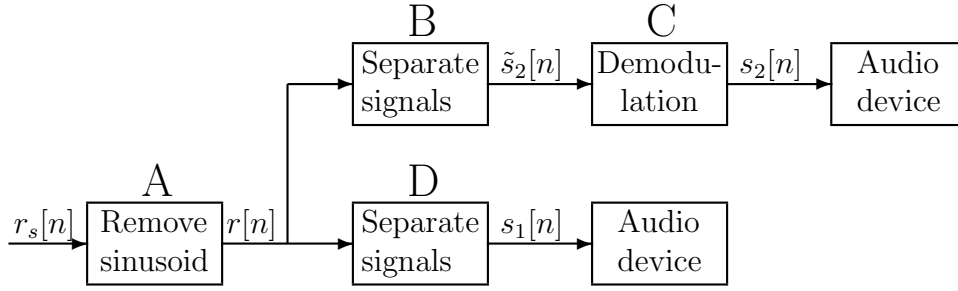 B
C
Separate signals
s̃₂[n]
Demodu-
lation
s₂[n]
Audio
device
A
D
rₛ[n]
Remove
sinusoid
r[n]
Separate
signals
s₁[n]
Audio
device